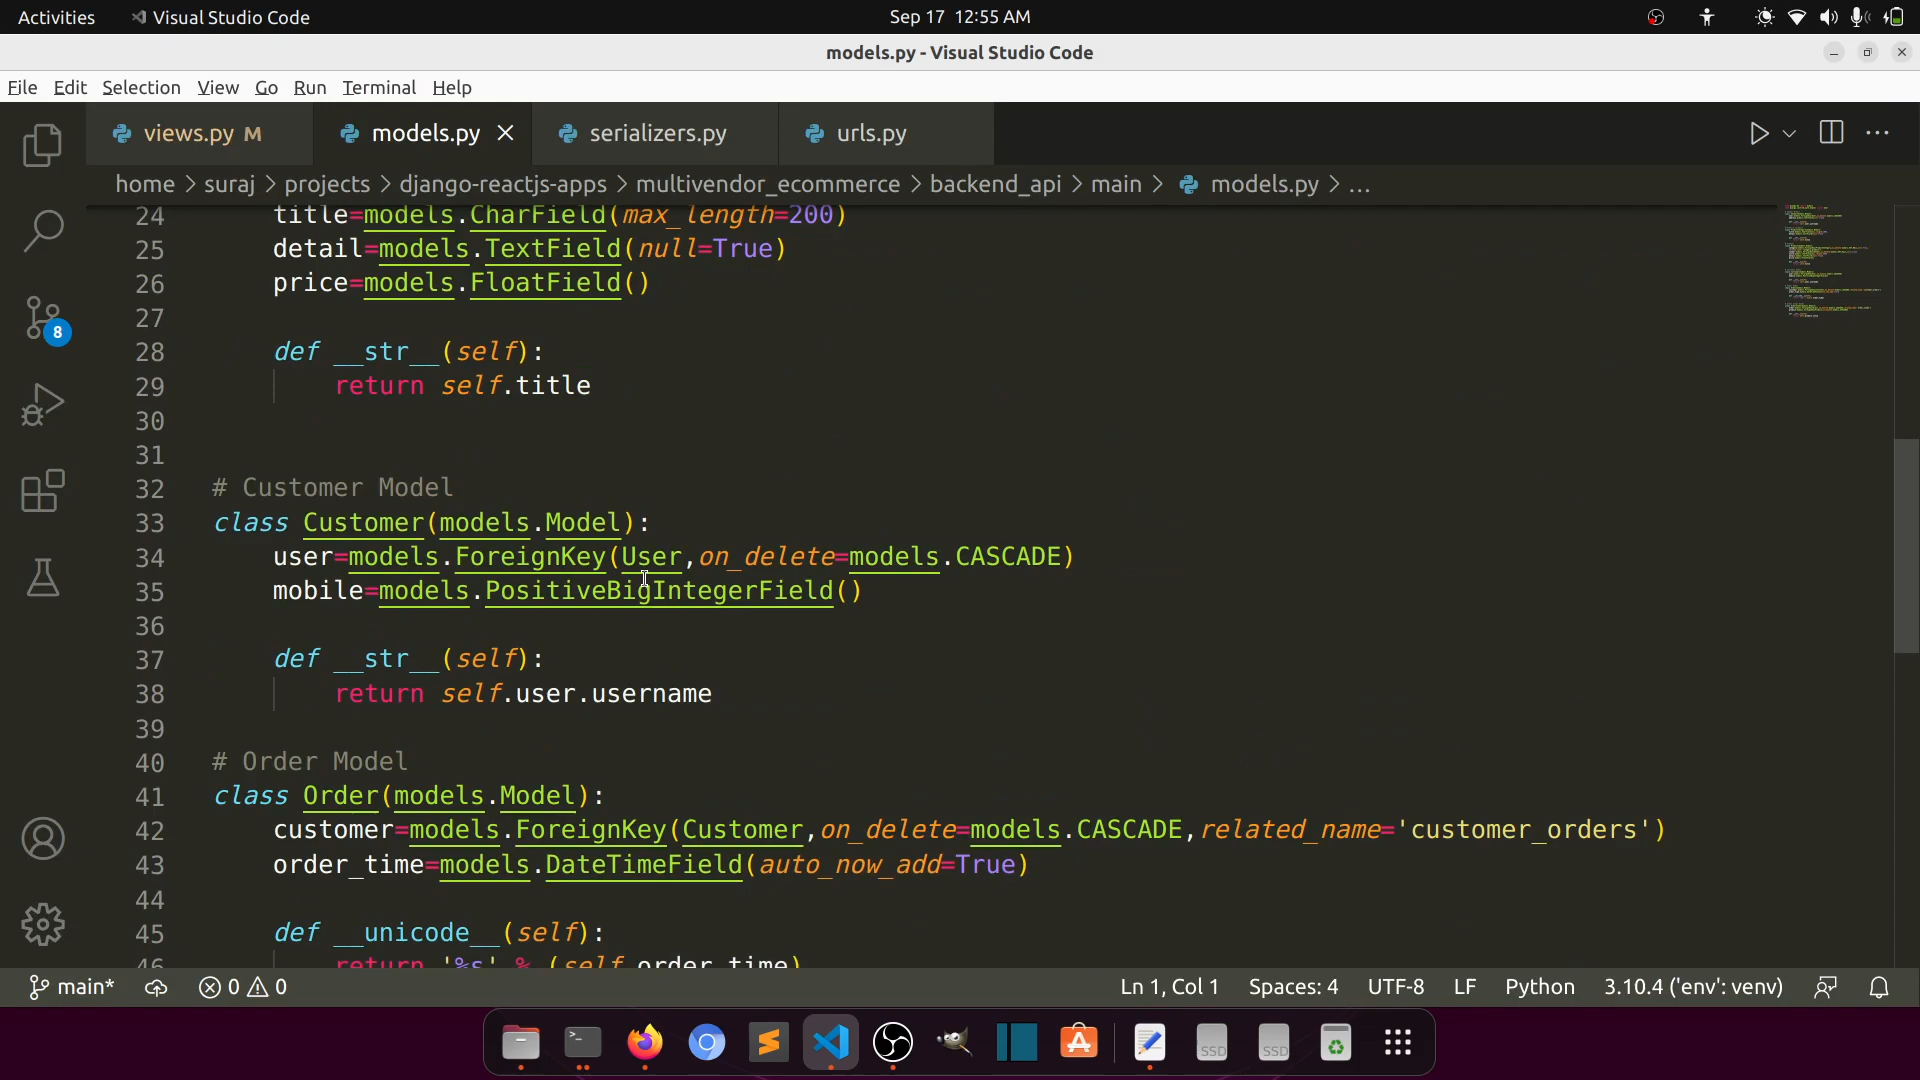 Activities Visual Studio Code Sep 17 12:55 AM
models.py - Visual Studio Code
File Edit Selection View Go Run Terminal Help
views.py M models.py serializers.py urls.py
home > suraj > projects > django-reactjs-apps > multivendor_ecommerce > backend_api > main > models.py > ...
24 title=models.CharField(max_length=200)
25 detail=models.TextField(null=True)
26 price=models.FloatField()
27
28 def __str__(self):
29 return self.title
30
31
32 # Customer Model
33 class Customer(models.Model):
34 user=models.ForeignKey(User,on_delete=models.CASCADE)
35 mobile=models.PositiveBigIntegerField()
36
37 def __str__(self):
38 return self.user.username
39
40 # Order Model
41 class Order(models.Model):
42 customer=models.ForeignKey(Customer,on_delete=models.CASCADE,related_name='customer_orders')
43 order_time=models.DateTimeField(auto_now_add=True)
44
45 def __unicode__(self):
46 return '%s' % (self.order_time)
8
main* 0 0 Ln 1, Col 1 Spaces: 4 UTF-8 LF Python 3.10.4 ('env': venv)
SSD SSD